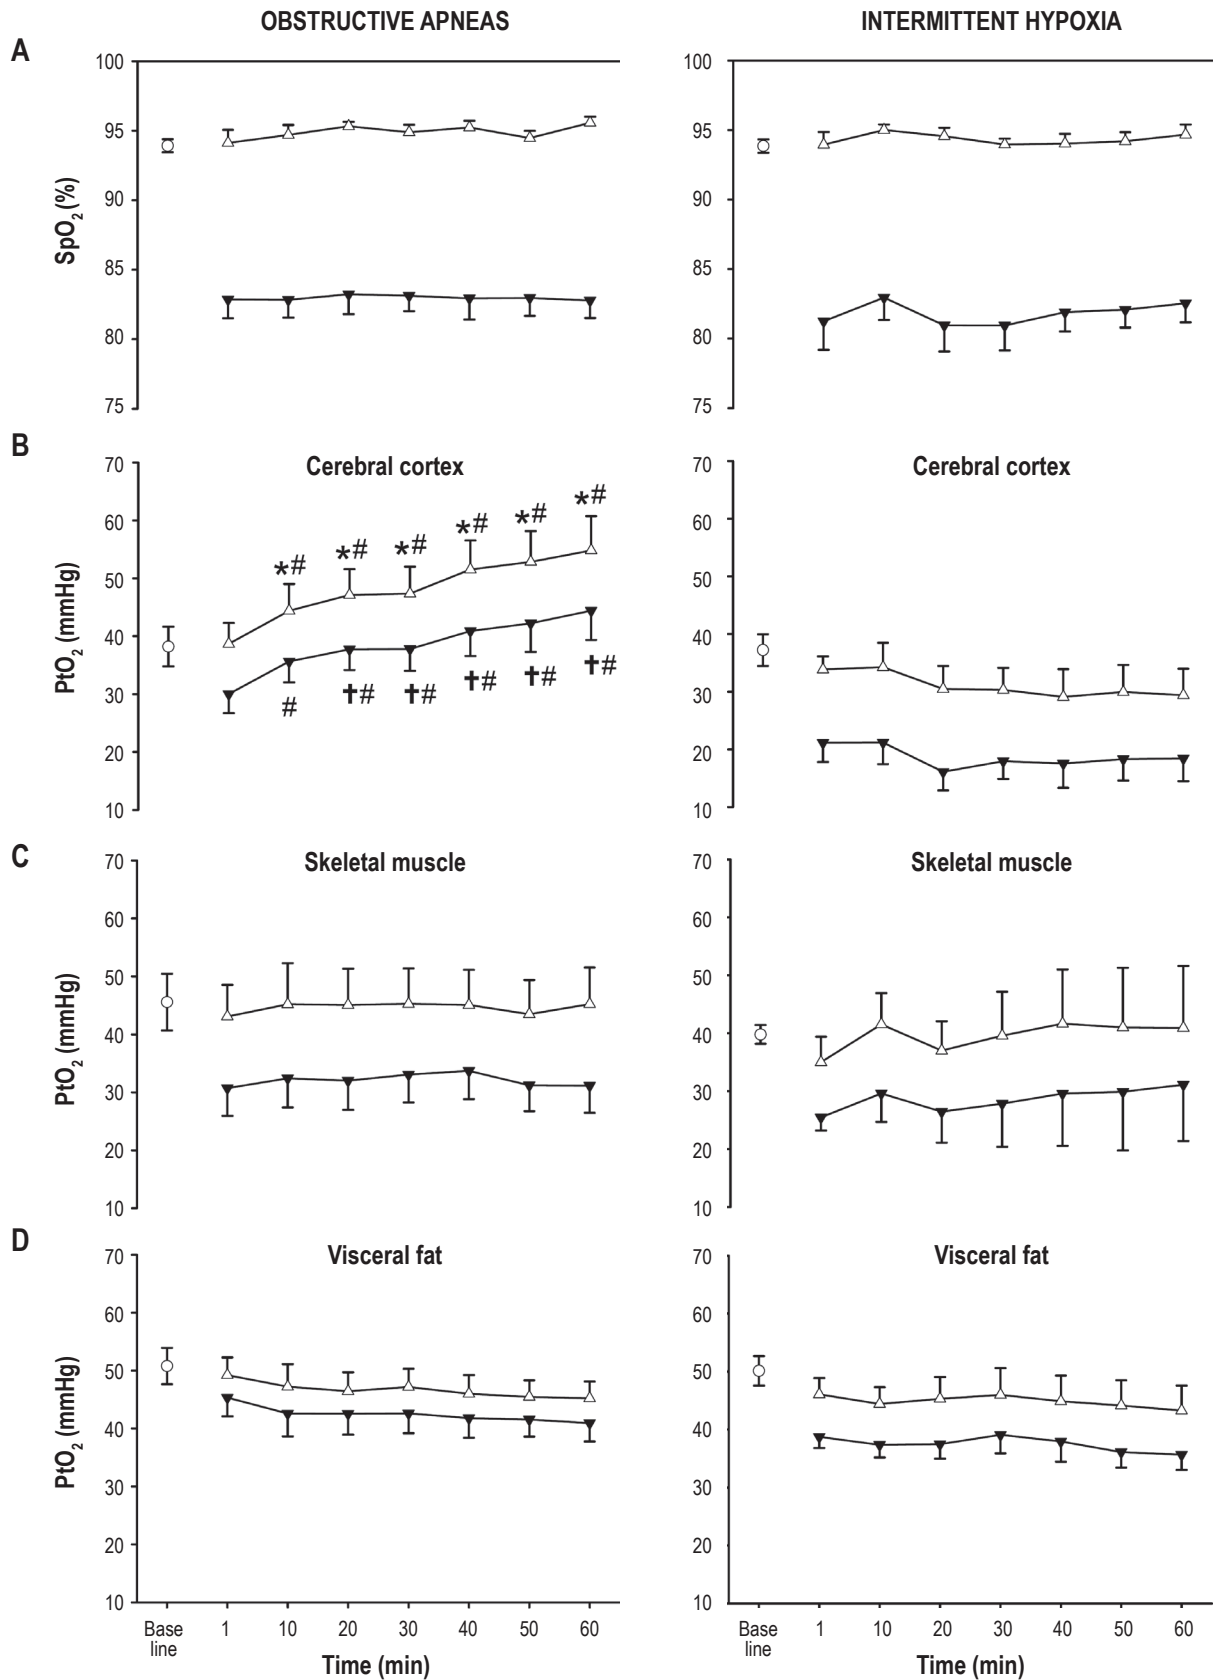 OBSTRUCTIVE APNEAS INTERMITTENT HYPOXIA
A
SpO2 (%)
100 100
95 95
90 90
85 85
80 80
75 75
B
Cerebral cortex Cerebral cortex
PtO2 (mmHg)
70 70
60 60
50 50
40 40
30 30
20 20
10 10
*# *# *# *# *# *#
# †# †# †# †# †#
C
Skeletal muscle Skeletal muscle
PtO2 (mmHg)
70 70
60 60
50 50
40 40
30 30
20 20
10 10
D
Visceral fat Visceral fat
PtO2 (mmHg)
70 70
60 60
50 50
40 40
30 30
20 20
10 10
Base 1 10 20 30 40 50 60 Base 1 10 20 30 40 50 60
line line
Time (min) Time (min)